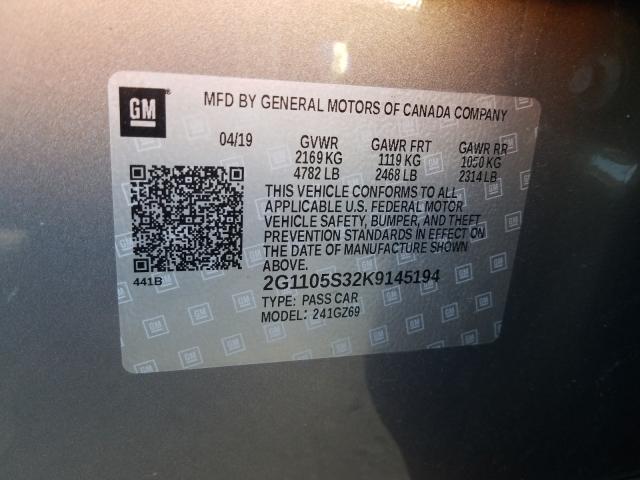 GM
MFD BY GENERAL MOTORS OF CANADA COMPANY
04/19 GVWR GAWR FRT GAWR RR
2169 KG 1119 KG 1050 KG
4782 LB 2468 LB 2314 LB
THIS VEHICLE CONFORMS TO ALL
APPLICABLE U.S. FEDERAL MOTOR
VEHICLE SAFETY, BUMPER, AND THEFT
PREVENTION STANDARDS IN EFFECT ON
THE DATE OF MANUFACTURE SHOWN
ABOVE.
441B
2G1105S32K9145194
TYPE: PASS CAR
MODEL: 241GZ69